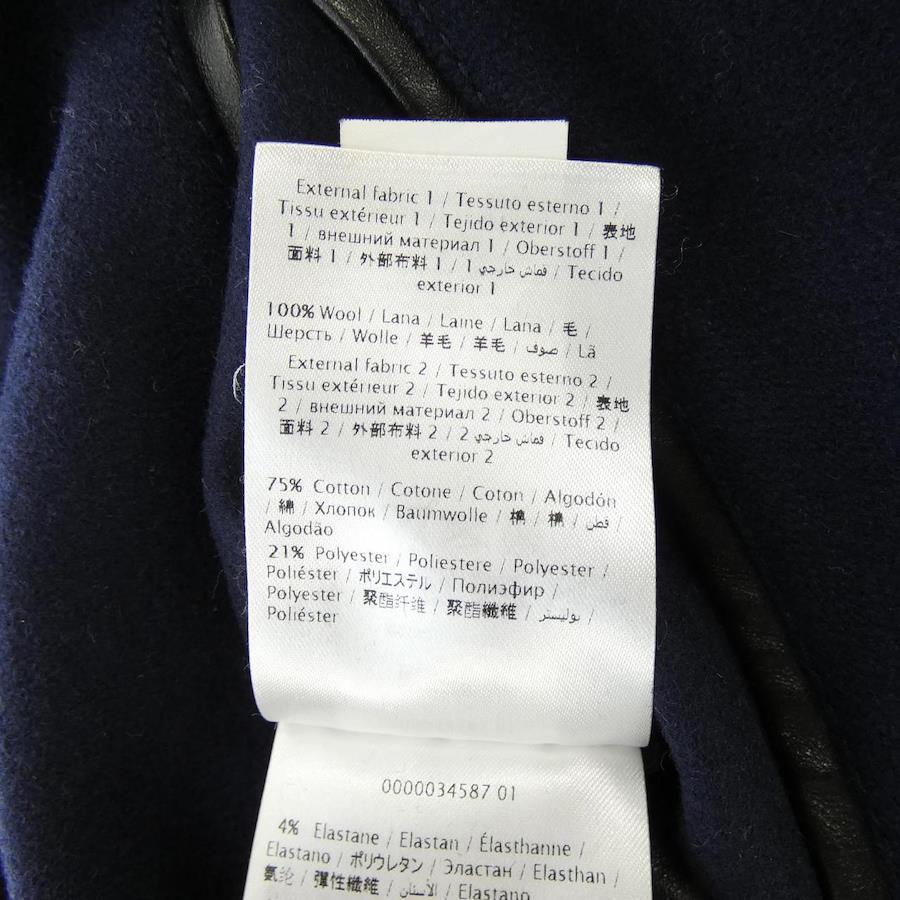 External fabric 1 / Tessuto esterno 1 /
Tissu extérieur 1 / Tejido exterior 1 / 表地
1 / внешний материал 1 / Oberstoff 1 /
面料 1 / 外部布料 1 / قماش خارجي 1 / Tecido
exterior 1
100% Wool / Lana / Laine / Lana / 毛 /
Шерсть / Wolle / 羊毛 / 羊毛 / صوف / Lã
External fabric 2 / Tessuto esterno 2 /
Tissu extérieur 2 / Tejido exterior 2 / 表地
2 / внешний материал 2 / Oberstoff 2 /
面料 2 / 外部布料 2 / قماش خارجي 2 / Tecido
exterior 2
75% Cotton / Cotone / Coton / Algodón
/ 綿 / Хлопок / Baumwolle / 棉 / 棉 / قطن /
Algodão
21% Polyester / Poliestere / Polyester /
Poliéster / ポリエステル / Полиэфир /
Polyester / 聚酯纤维 / 聚酯纖維 / بوليستر /
Poliéster
0000034587 01
4% Elastane / Elastan / Élasthanne /
Elastano / ポリウレタン / Эластан / Elasthan /
氨纶 / 彈性纖維 / الأستان / Elastano